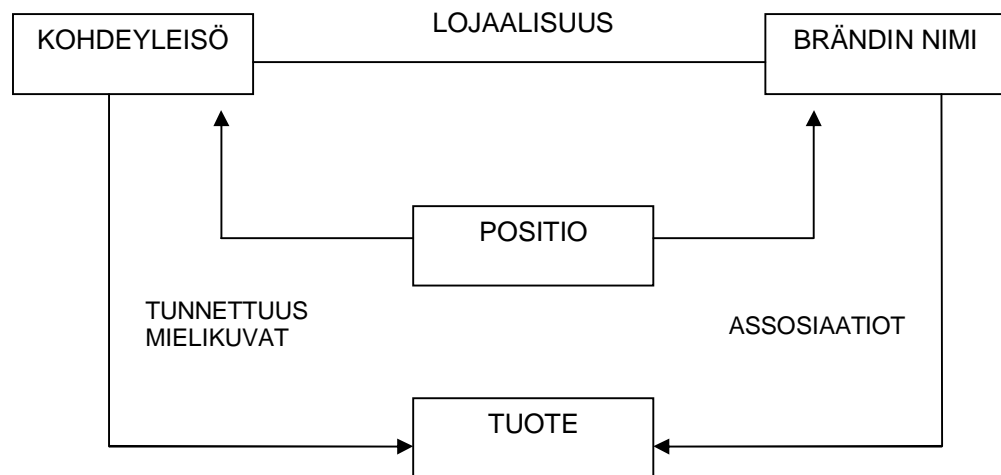 LOJAALISUUS
KOHDEYLEISÖ
BRÄNDIN NIMI
POSITIO
TUNNETTUUS
MIELIKUVAT
ASSOSIAATIOT
TUOTE